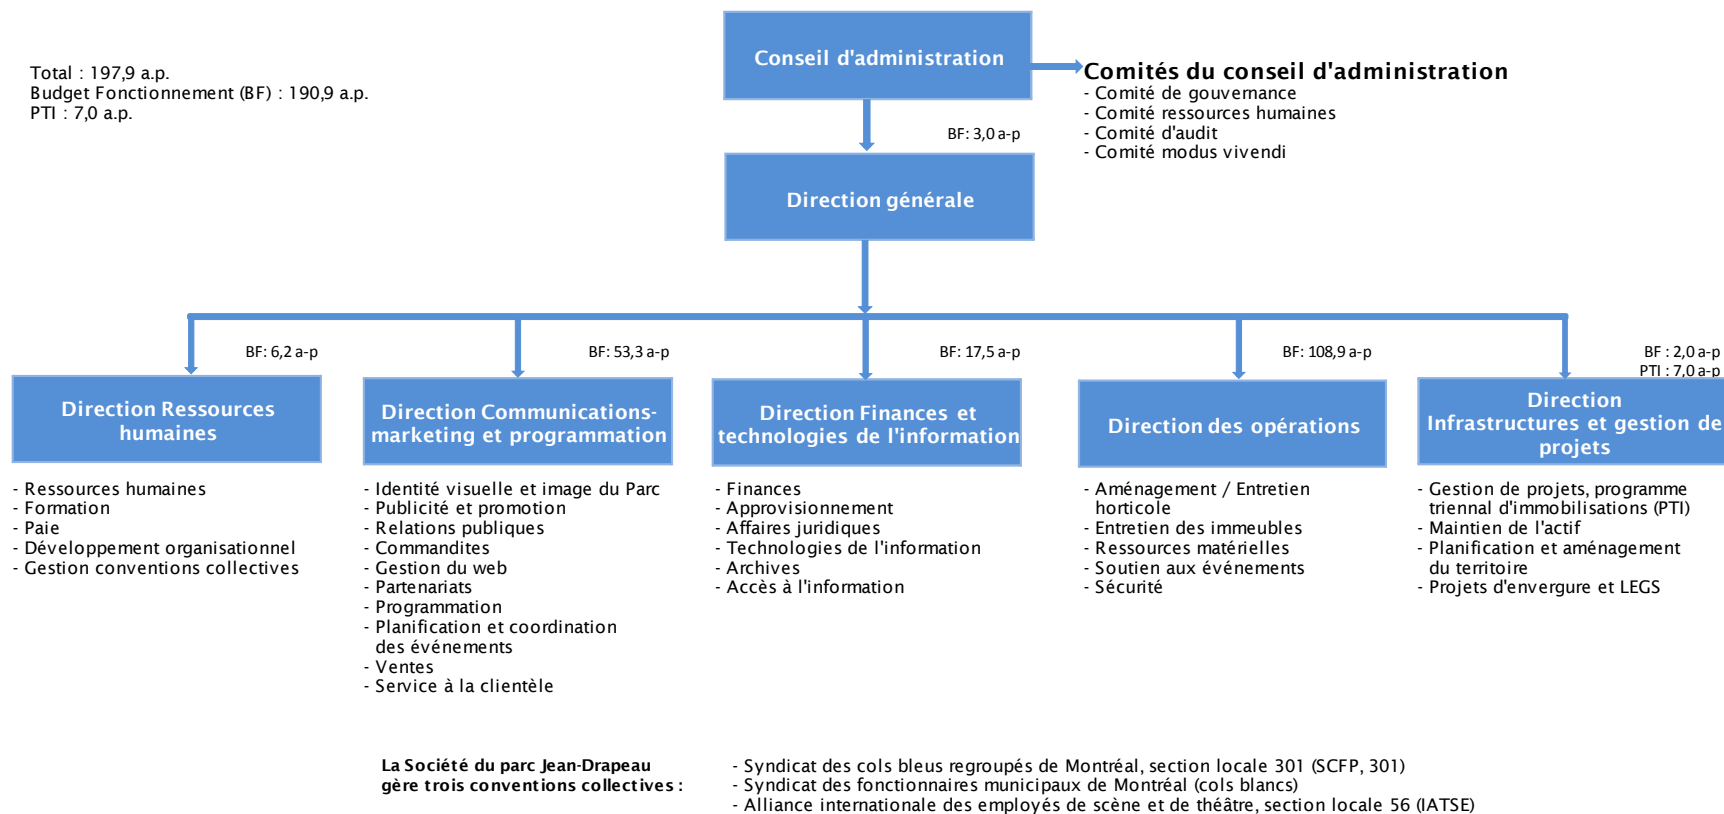 Total : 197,9 a.p.
Budget Fonctionnement (BF) : 190,9 a.p.
PTI : 7,0 a.p.
Conseil d'administration
Comités du conseil d'administration
- Comité de gouvernance
- Comité ressources humaines
- Comité d'audit
- Comité modus vivendi
BF: 3,0 a-p
Direction générale
BF: 6,2 a-p
Direction Ressources
humaines
- Ressources humaines
- Formation
- Paie
- Développement organisationnel
- Gestion conventions collectives
BF: 53,3 a-p
Direction Communications-
marketing et programmation
- Identité visuelle et image du Parc
- Publicité et promotion
- Relations publiques
- Commandites
- Gestion du web
- Partenariats
- Programmation
- Planification et coordination
des événements
- Ventes
- Service à la clientèle
BF: 17,5 a-p
Direction Finances et
technologies de l'information
- Finances
- Approvisionnement
- Affaires juridiques
- Technologies de l'information
- Archives
- Accès à l'information
BF: 108,9 a-p
Direction des opérations
- Aménagement / Entretien
horticole
- Entretien des immeubles
- Ressources matérielles
- Soutien aux événements
- Sécurité
BF : 2,0 a-p
PTI : 7,0 a-p
Direction
Infrastructures et gestion de
projets
- Gestion de projets, programme
triennal d'immobilisations (PTI)
- Maintien de l'actif
- Planification et aménagement
du territoire
- Projets d'envergure et LEGS
La Société du parc Jean-Drapeau
gère trois conventions collectives :
- Syndicat des cols bleus regroupés de Montréal, section locale 301 (SCFP, 301)
- Syndicat des fonctionnaires municipaux de Montréal (cols blancs)
- Alliance internationale des employés de scène et de théâtre, section locale 56 (IATSE)